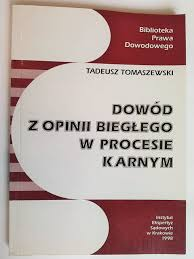 Biblioteka
Prawa
Dowodowego
TADEUSZ TOMASZEWSKI
DOWÓD
Z OPINII BIEGŁEGO
W PROCESIE
KARNYM
Instytut
Ekspertyz
Sądowych
w Krakowie
1998